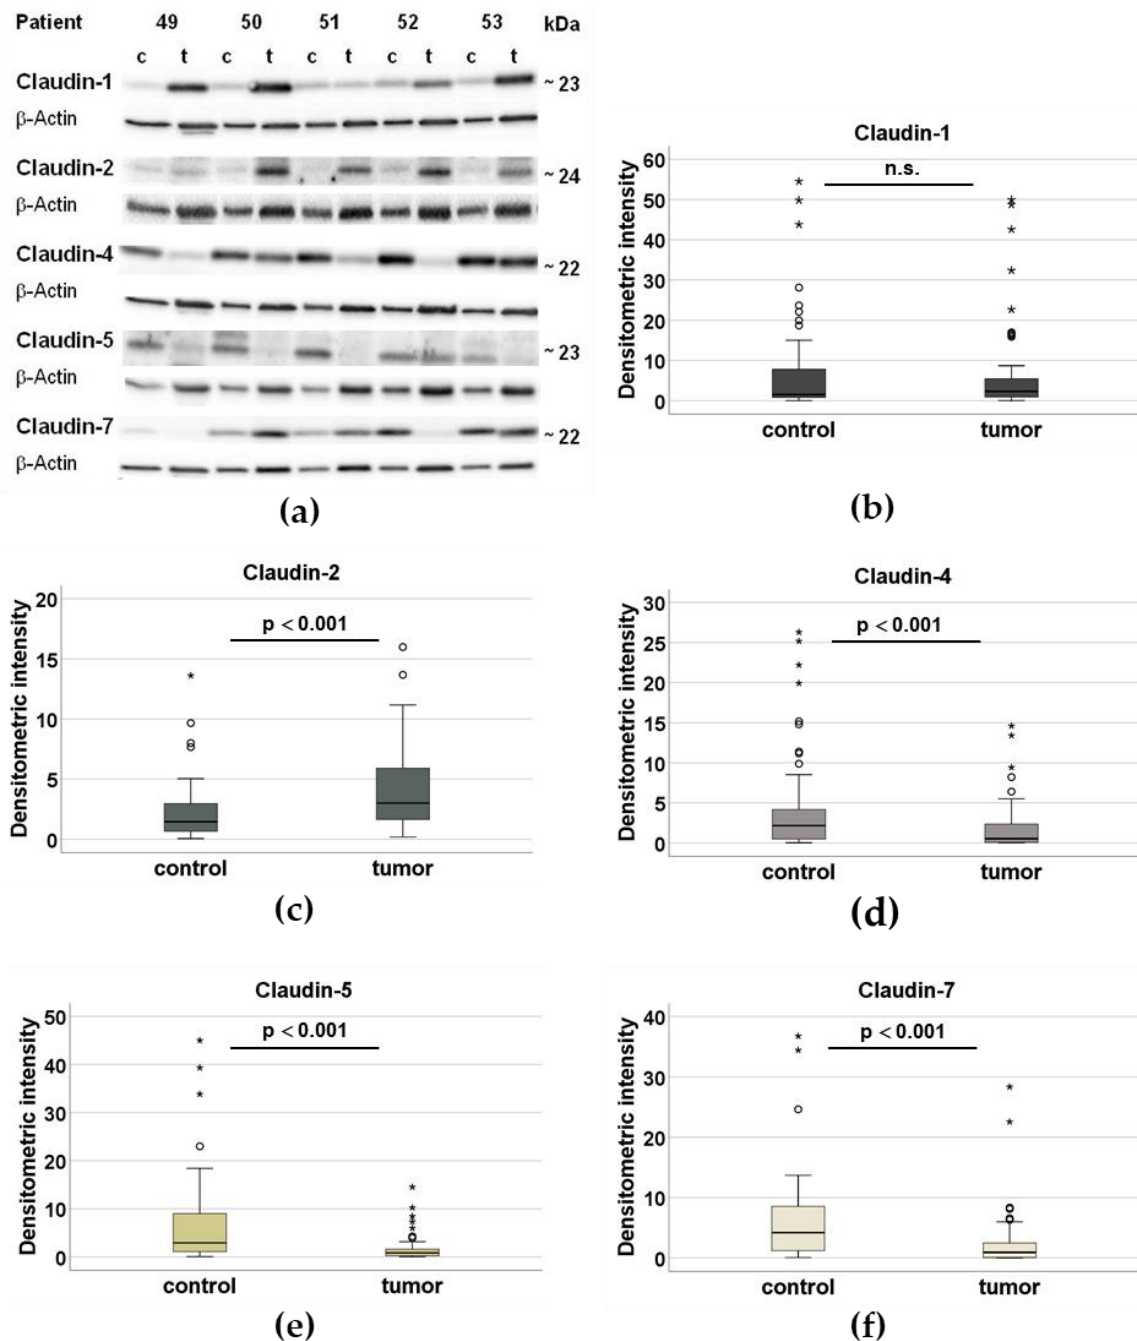 Patient 49 50 51 52 53 kDa
c t c t c t c t c t
Claudin-1 ~ 23
β-Actin
Claudin-2 ~ 24
β-Actin
Claudin-4 ~ 22
β-Actin
Claudin-5 ~ 23
β-Actin
Claudin-7 ~ 22
β-Actin
(a)
Claudin-1
Densitometric intensity
60
50
40
30
20
10
0
n.s.
control tumor
(b)
Claudin-2
Densitometric intensity
20
15
10
5
0
p < 0.001
control tumor
(c)
Claudin-4
Densitometric intensity
30
25
20
15
10
5
0
p < 0.001
control tumor
(d)
Claudin-5
Densitometric intensity
50
40
30
20
10
0
p < 0.001
control tumor
(e)
Claudin-7
Densitometric intensity
40
30
20
10
0
p < 0.001
control tumor
(f)